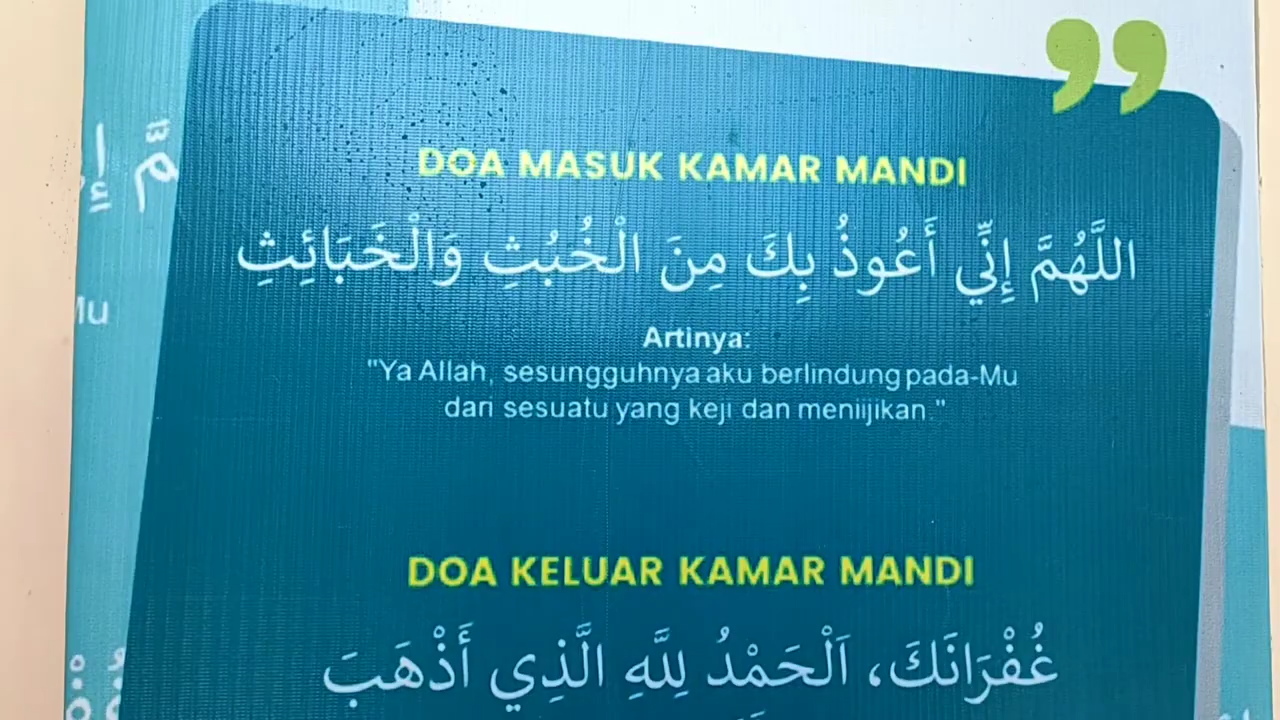 DOA MASUK KAMAR MANDI
اللَّهُمَّ إِنِّي أَعُوذُ بِكَ مِنَ الْخُبُثِ وَالْخَبَائِثِ
Artinya:
"Ya Allah, sesungguhnya aku berlindung pada-Mu
dari sesuatu yang keji dan meniijikan."
DOA KELUAR KAMAR MANDI
غُفْرَانَكَ، اَلْحَمْدُ لِلَّهِ الَّذِي أَذْهَبَ